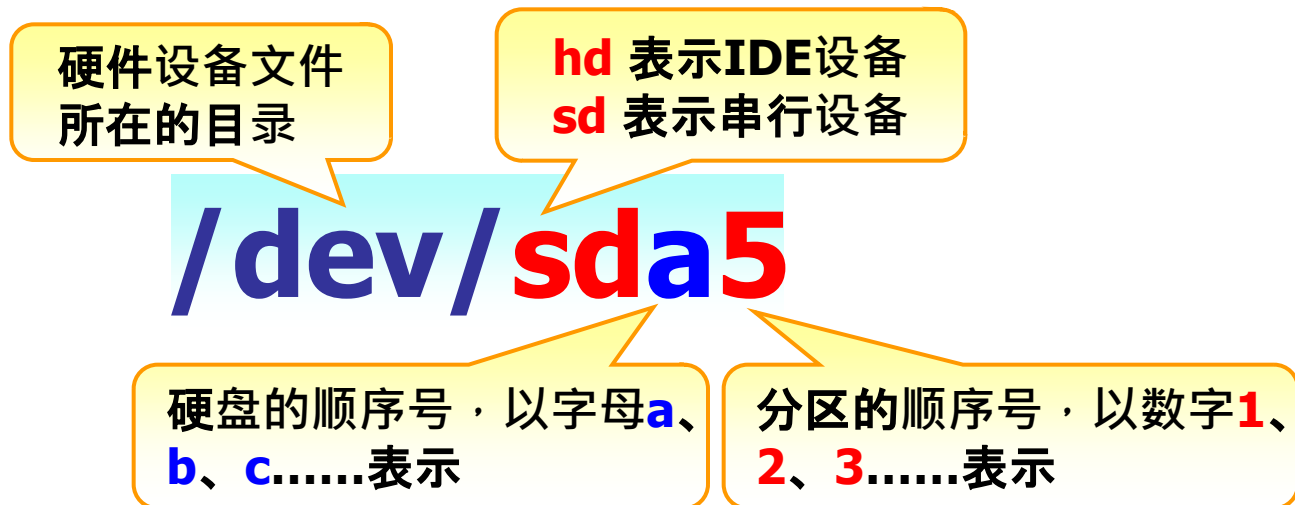 硬件设备文件
所在的目录
hd 表示IDE设备
sd 表示串行设备
/dev/sda5
硬盘的顺序号，以字母a、
b、c……表示
分区的顺序号，以数字1、
2、3……表示